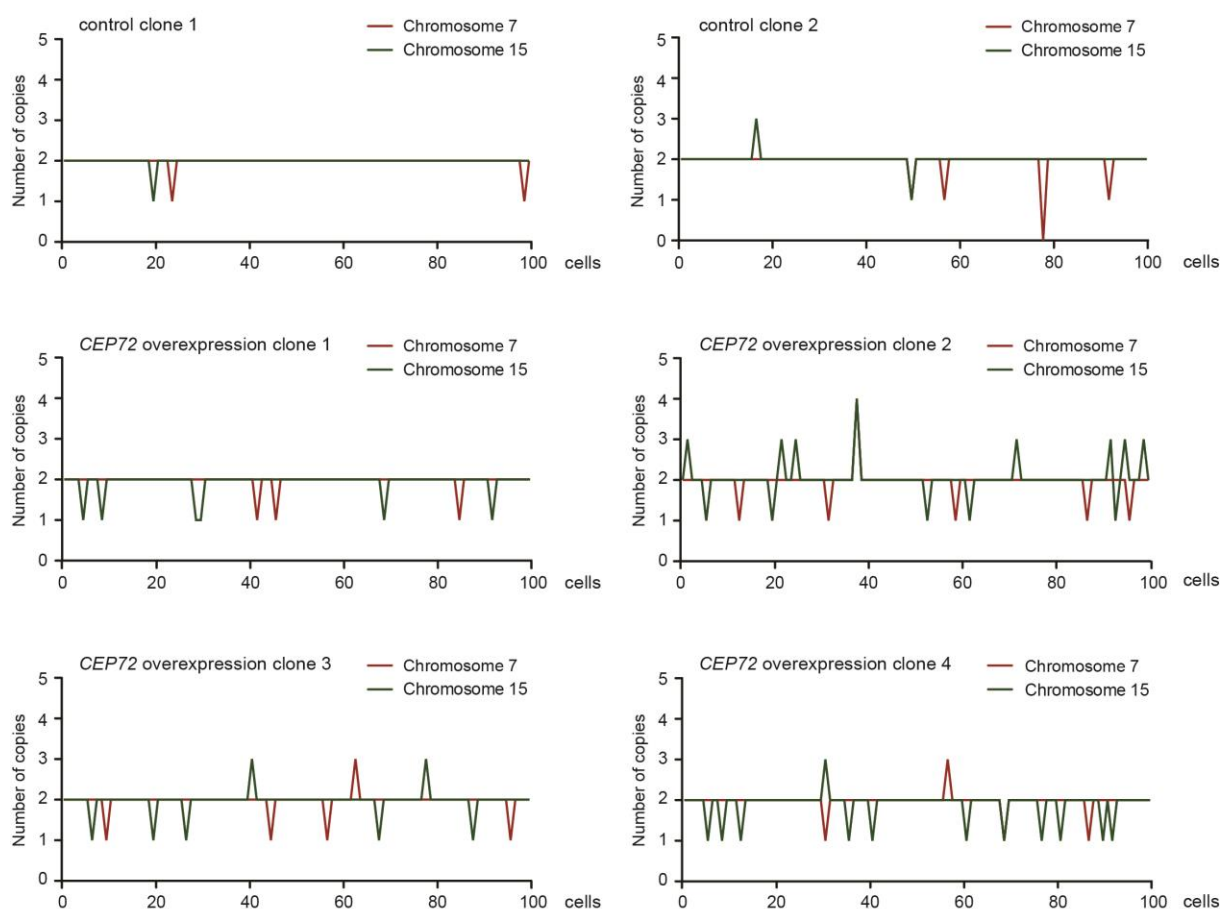 control clone 1
Chromosome 7
Chromosome 15
Number of copies
5
4
3
2
1
0
0 20 40 60 80 100 cells
control clone 2
Chromosome 7
Chromosome 15
Number of copies
5
4
3
2
1
0
0 20 40 60 80 100 cells
CEP72 overexpression clone 1
Chromosome 7
Chromosome 15
Number of copies
5
4
3
2
1
0
0 20 40 60 80 100 cells
CEP72 overexpression clone 2
Chromosome 7
Chromosome 15
Number of copies
5
4
3
2
1
0
0 20 40 60 80 100 cells
CEP72 overexpression clone 3
Chromosome 7
Chromosome 15
Number of copies
5
4
3
2
1
0
0 20 40 60 80 100 cells
CEP72 overexpression clone 4
Chromosome 7
Chromosome 15
Number of copies
5
4
3
2
1
0
0 20 40 60 80 100 cells